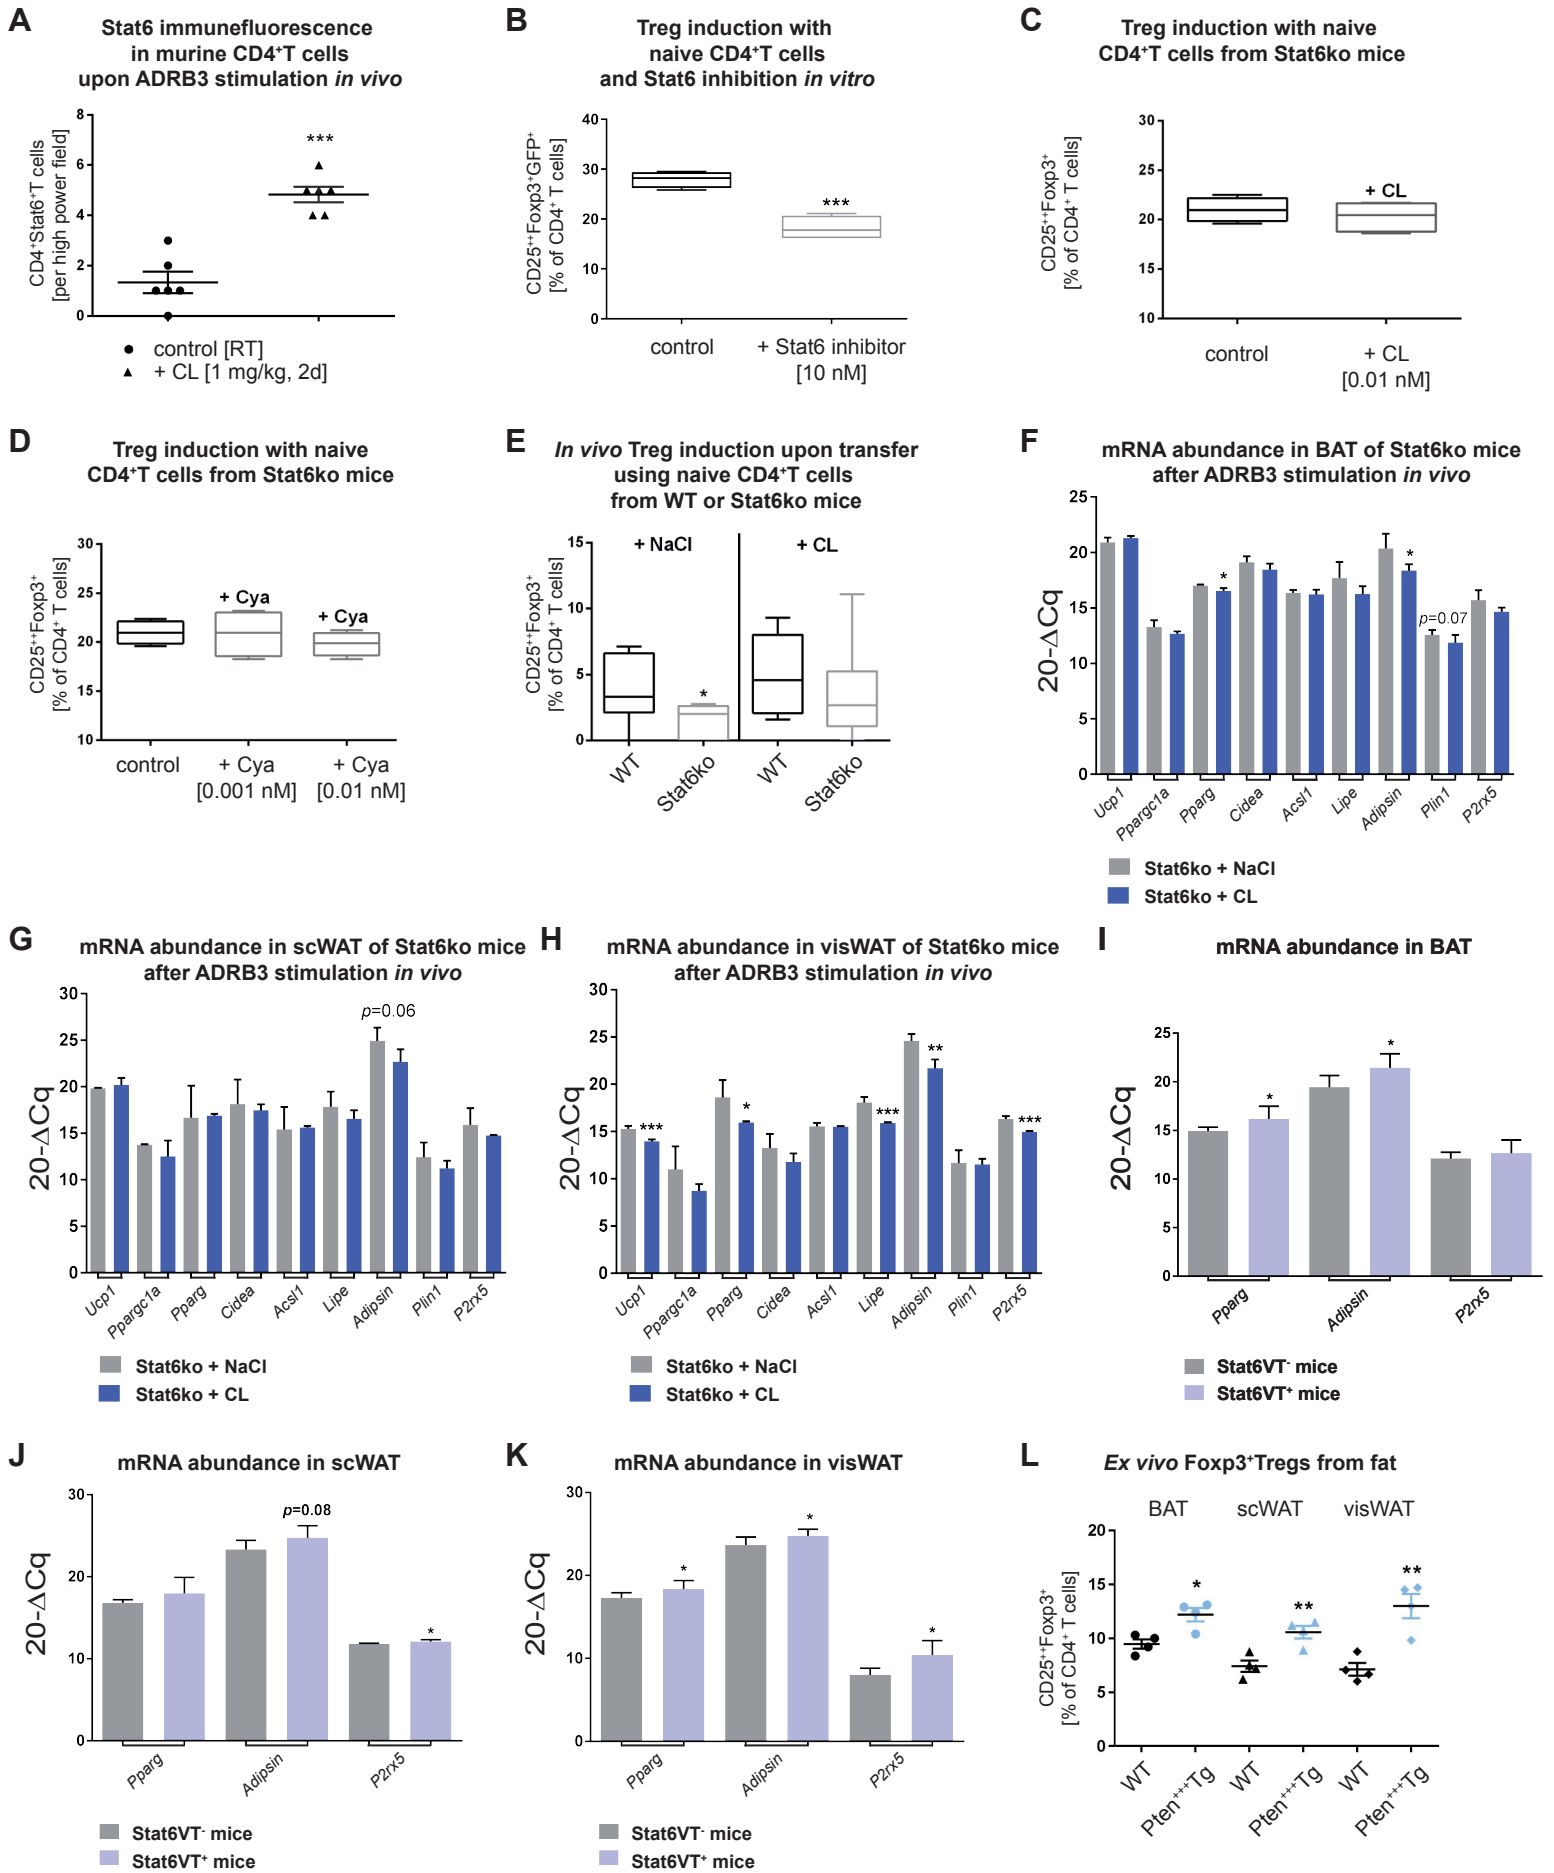 A
Stat6 immunefluorescence
in murine CD4⁺T cells
upon ADRB3 stimulation in vivo
CD4⁺Stat6⁺T cells
[per high power field]
8
6
4
2
0
***
control [RT]
+ CL [1 mg/kg, 2d]
B
Treg induction with
naive CD4⁺T cells
and Stat6 inhibition in vitro
CD25⁺⁺Foxp3⁺GFP⁺
[% of CD4⁺ T cells]
40
30
20
10
0
***
control
+ Stat6 inhibitor
[10 nM]
C
Treg induction with naive
CD4⁺T cells from Stat6ko mice
CD25⁺⁺Foxp3⁺
[% of CD4⁺ T cells]
30
25
20
15
10
+ CL
control
+ CL
[0.01 nM]
D
Treg induction with naive
CD4⁺T cells from Stat6ko mice
CD25⁺⁺Foxp3⁺
[% of CD4⁺ T cells]
30
25
20
15
10
+ Cya
+ Cya
control
+ Cya
[0.001 nM]
+ Cya
[0.01 nM]
E
In vivo Treg induction upon transfer
using naive CD4⁺T cells
from WT or Stat6ko mice
CD25⁺⁺Foxp3⁺
[% of CD4⁺ T cells]
15
10
5
0
+ NaCl
+ CL
*
WT
Stat6ko
WT
Stat6ko
F
mRNA abundance in BAT of Stat6ko mice
after ADRB3 stimulation in vivo
20-ΔCq
25
20
15
10
5
0
*
*
p=0.07
Ucp1
Ppargc1a
Pparg
Cidea
Acsl1
Lipe
Adipsin
Plin1
P2rx5
Stat6ko + NaCl
Stat6ko + CL
G
mRNA abundance in scWAT of Stat6ko mice
after ADRB3 stimulation in vivo
20-ΔCq
30
25
20
15
10
5
0
p=0.06
Ucp1
Ppargc1a
Pparg
Cidea
Acsl1
Lipe
Adipsin
Plin1
P2rx5
Stat6ko + NaCl
Stat6ko + CL
H
mRNA abundance in visWAT of Stat6ko mice
after ADRB3 stimulation in vivo
20-ΔCq
30
25
20
15
10
5
0
***
*
***
**
***
Ucp1
Ppargc1a
Pparg
Cidea
Acsl1
Lipe
Adipsin
Plin1
P2rx5
Stat6ko + NaCl
Stat6ko + CL
I
mRNA abundance in BAT
20-ΔCq
25
20
15
10
5
0
*
*
Pparg
Adipsin
P2rx5
Stat6VT⁻ mice
Stat6VT⁺ mice
J
mRNA abundance in scWAT
20-ΔCq
30
20
10
0
p=0.08
*
Pparg
Adipsin
P2rx5
Stat6VT⁻ mice
Stat6VT⁺ mice
K
mRNA abundance in visWAT
20-ΔCq
30
20
10
0
*
*
*
Pparg
Adipsin
P2rx5
Stat6VT⁻ mice
Stat6VT⁺ mice
L
Ex vivo Foxp3⁺Tregs from fat
BAT
scWAT
visWAT
CD25⁺⁺Foxp3⁺
[% of CD4⁺ T cells]
20
15
10
5
0
*
**
**
WT
Pten⁺⁺⁺Tg
WT
Pten⁺⁺⁺Tg
WT
Pten⁺⁺⁺Tg